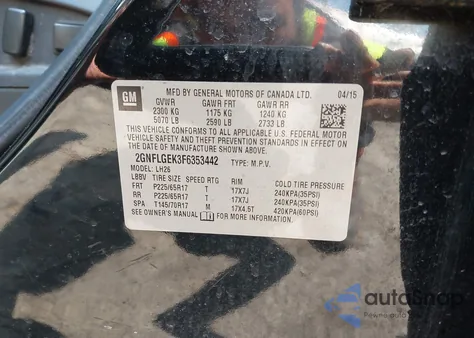 GM
MFD BY GENERAL MOTORS OF CANADA LTD. 04/15
GVWR GAWR FRT GAWR RR
2300 KG 1175 KG 1240 KG
5070 LB 2590 LB 2733 LB
THIS VEHICLE CONFORMS TO ALL APPLICABLE U.S. FEDERAL MOTOR
VEHICLE SAFETY, BUMPER, AND THEFT PREVENTION STANDARDS IN EFFECT ON
THE DATE OF MANUFACTURE SHOWN ABOVE.
2GNFLGEK3F6353442 TYPE: M.P.V.
MODEL: LH26
LBBV TIRE SIZE SPEED RTG RIM COLD TIRE PRESSURE
FRT P225/65R17 T 17X7J 240KPA(35PSI)
RR P225/65R17 T 17X7J 240KPA(35PSI)
SPA T145/70R17 M 17X4.5T 420KPA(60PSI)
SEE OWNER'S MANUAL FOR ADDITIONAL INFORMATION.
autoSnap